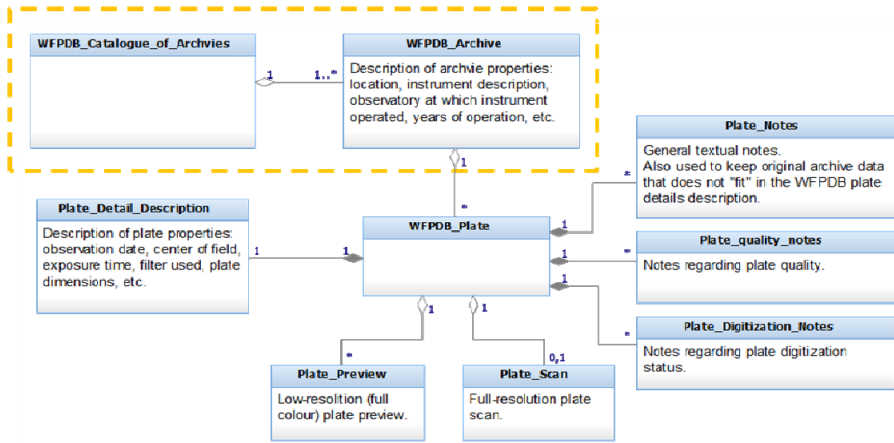 WFPDB_Catalogue_of_Archvies
WFPDB_Archive
Description of archvie properties:
location, instrument description,
observatory at which instrument
operated, years of operation, etc.
1
1..*
1
*
Plate_Notes
General textual notes.
Also used to keep original archive data
that does not "fit" in the WFPDB plate
details description.
*
1
Plate_Detail_Description
Description of plate properties:
observation date, center of field,
exposure time, filter used, plate
dimensions, etc.
1
1
WFPDB_Plate
Plate_quality_notes
Notes regarding plate quality.
1
*
Plate_Digitization_Notes
Notes regarding plate digitization
status.
1
*
1
*
1
0,1
Plate_Preview
Low-resolition (full
colour) plate preview.
Plate_Scan
Full-resolution plate
scan.